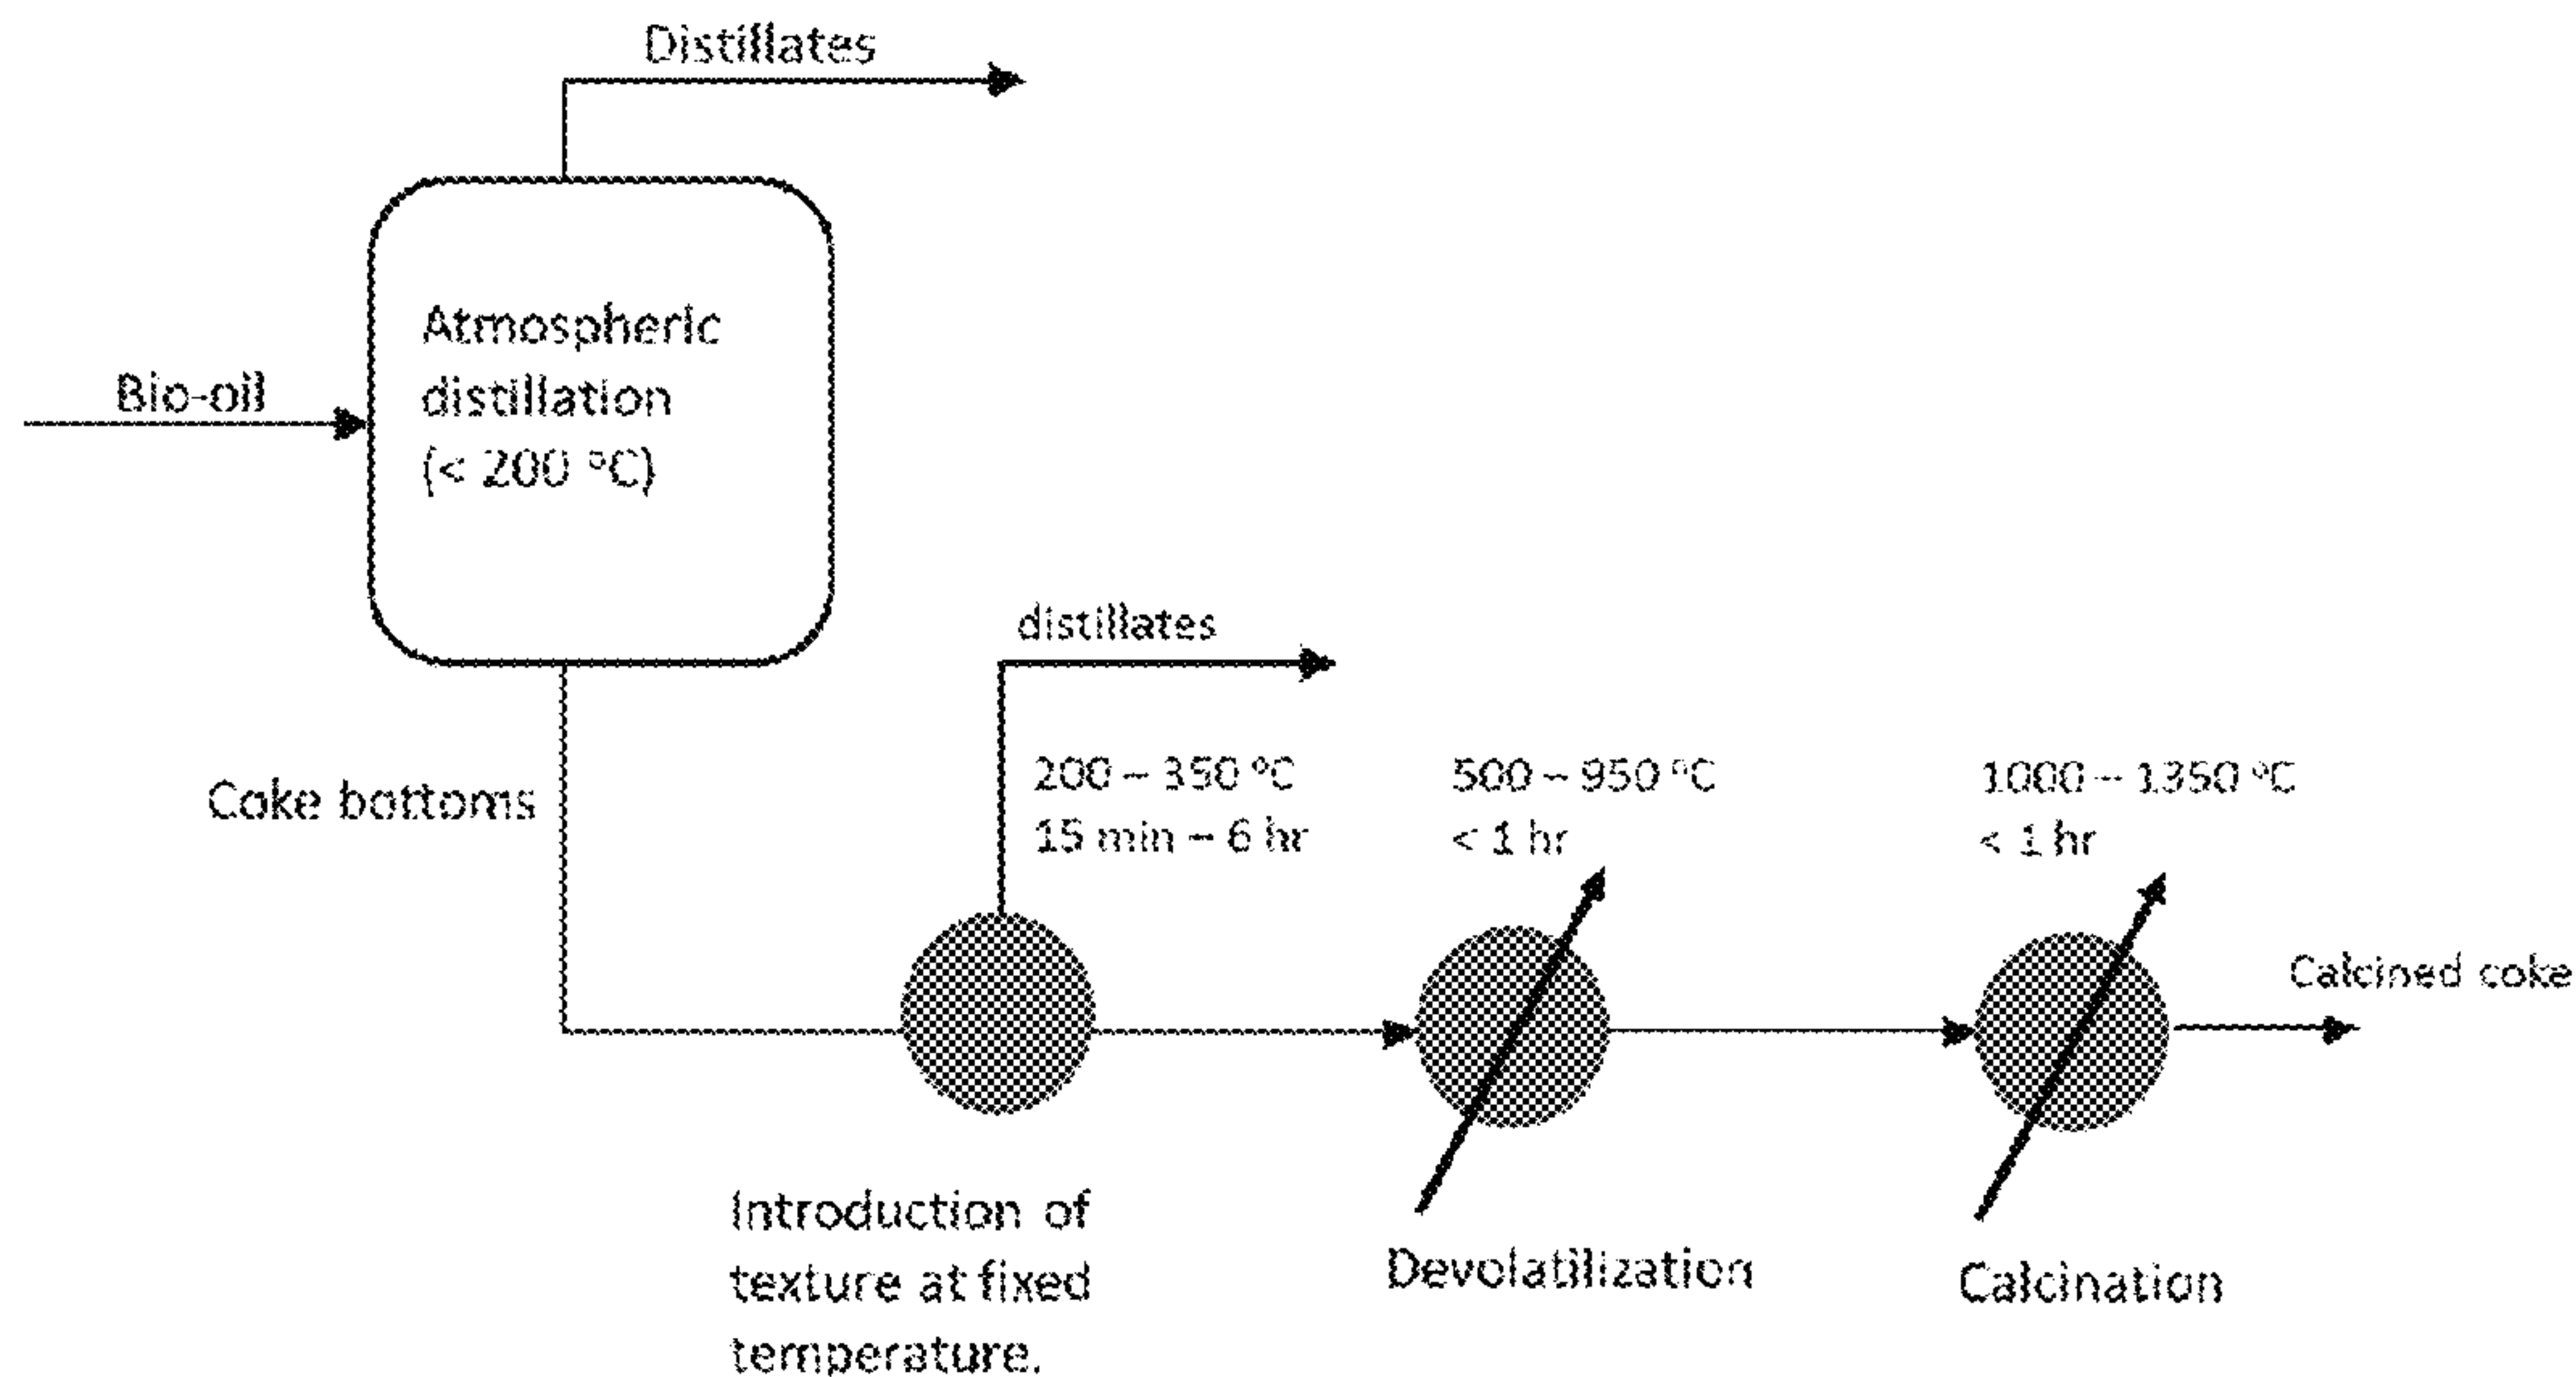 Distillates
Atmospheric
distillation
(< 200 °C)
Bio-oil
distillates
Coke bottoms
200 – 350 °C
15 min – 6 hr
500 – 950 °C
< 1 hr
1000 – 1350 °C
< 1 hr
Calcined coke
Introduction of
texture at fixed
temperature.
Devolatilization
Calcination